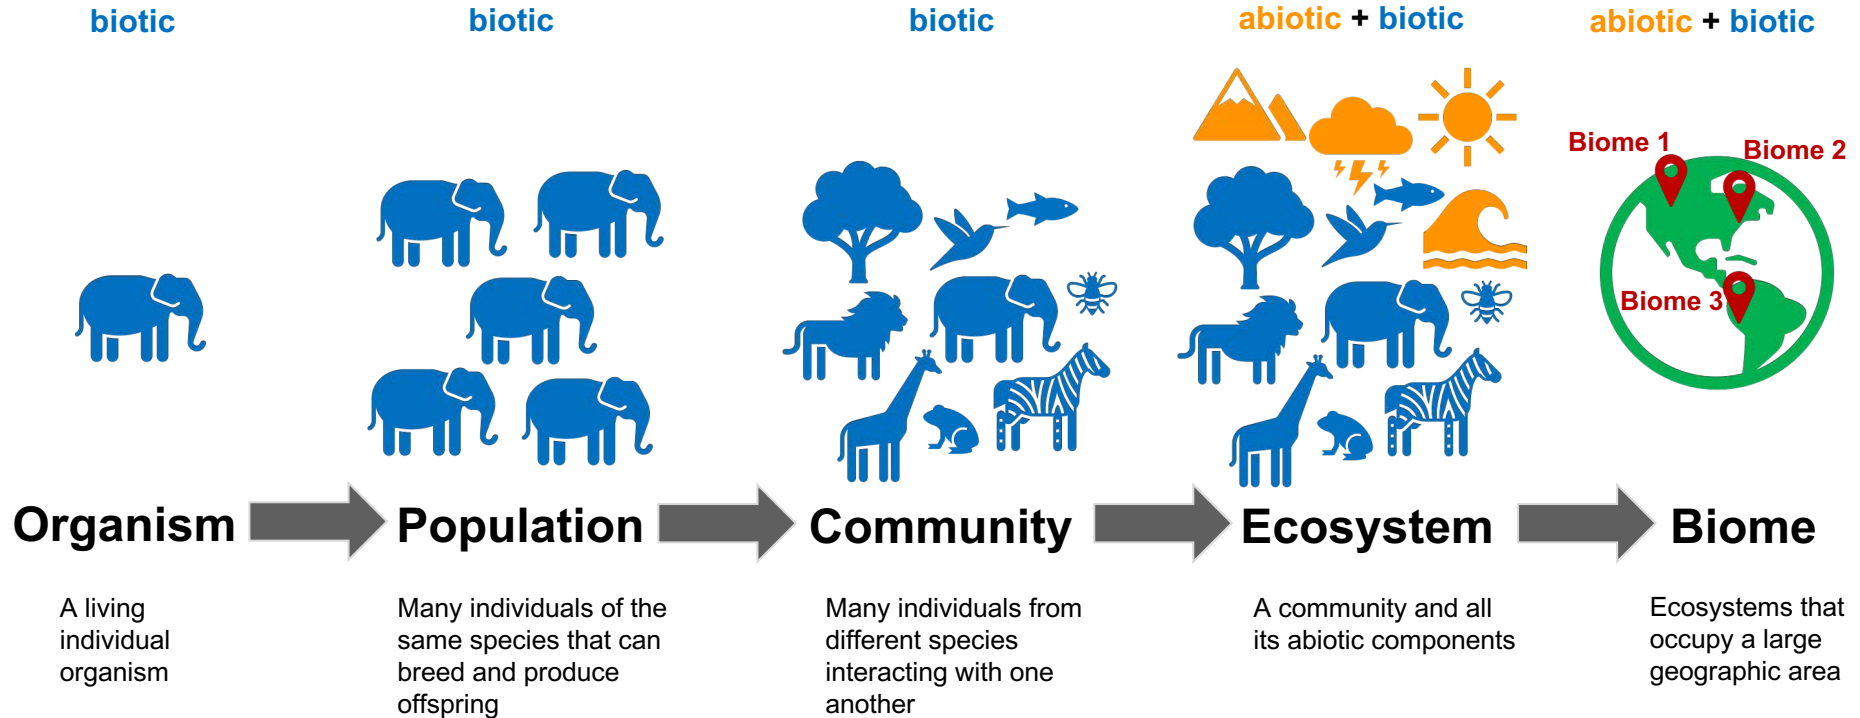 biotic
biotic
biotic
abiotic + biotic
abiotic + biotic
Biome 1
Biome 2
Biome 3
Organism
Population
Community
Ecosystem
Biome
A living
individual
organism
Many individuals of the
same species that can
breed and produce
offspring
Many individuals from
different species
interacting with one
another
A community and all
its abiotic components
Ecosystems that
occupy a large
geographic area